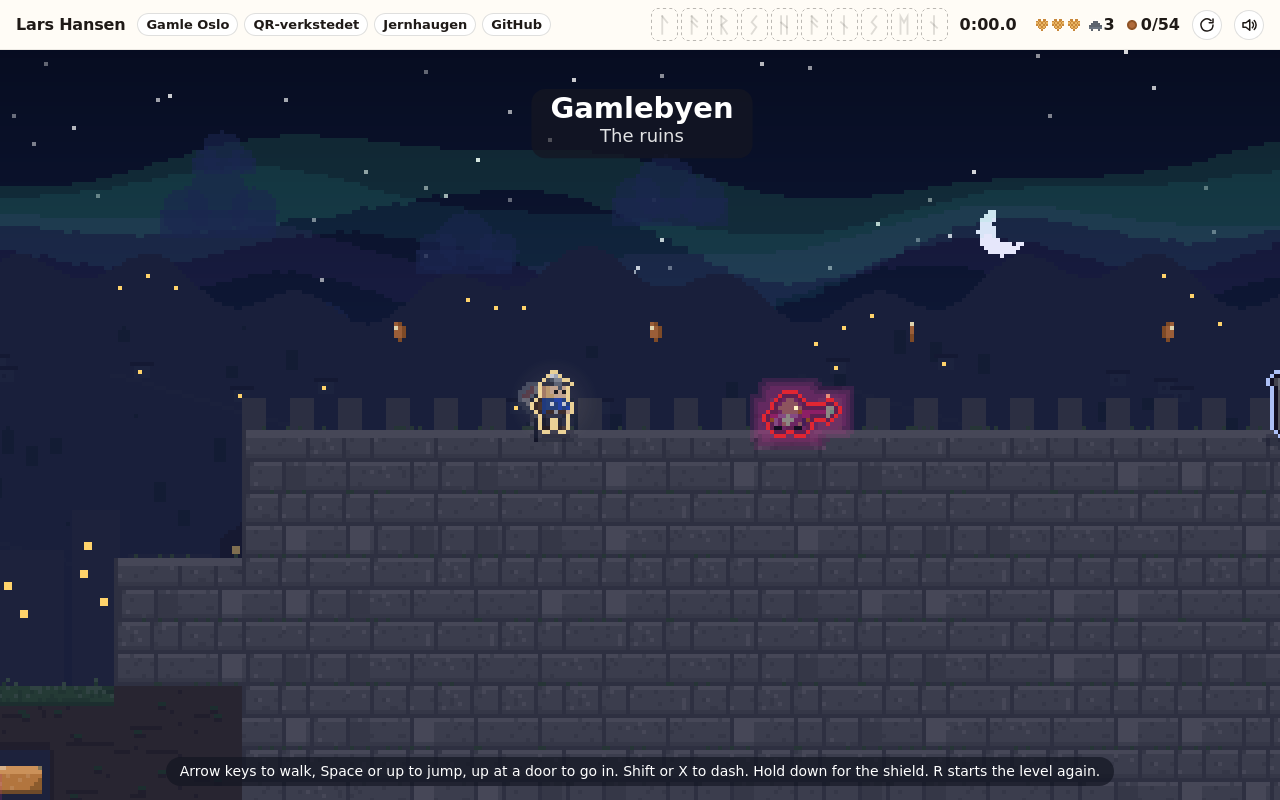 Lars Hansen
Gamle Oslo
QR-verkstedet
Jernhaugen
GitHub
ᛚ ᚨ ᚱ ᛊ ᚺ ᚨ ᚾ ᛊ ᛖ ᚾ
0:00.0
3
0/54
Gamlebyen
The ruins
Arrow keys to walk, Space or up to jump, up at a door to go in. Shift or X to dash. Hold down for the shield. R starts the level again.